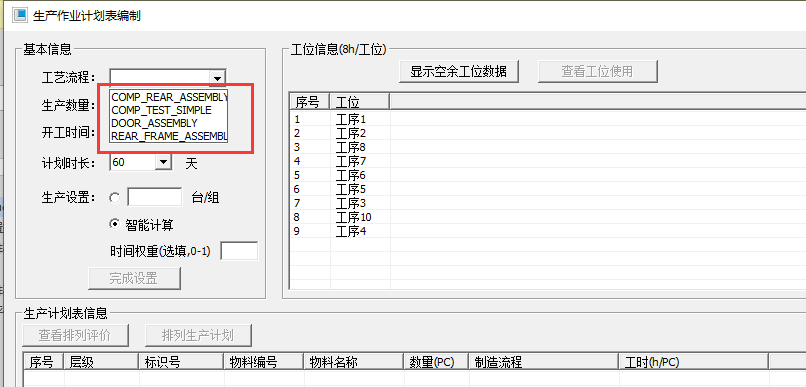 生产作业计划表编制
基本信息
工艺流程：
COMP_REAR_ASSEMBLY
COMP_TEST_SIMPLE
DOOR_ASSEMBLY
REAR_FRAME_ASSEMBL
生产数量：
开工时间：
计划时长： 60 天
生产设置： 台/组
智能计算
时间权重(选填,0-1)
完成设置
工位信息(8h/工位)
显示空余工位数据 查看工位使用
序号 工位
1 工序1
2 工序2
3 工序8
4 工序7
5 工序6
6 工序5
7 工序3
8 工序10
9 工序4
生产计划表信息
查看排列评价 排列生产计划
序号 层级 标识号 物料编号 物料名称 数量(PC) 制造流程 工时(h/PC)